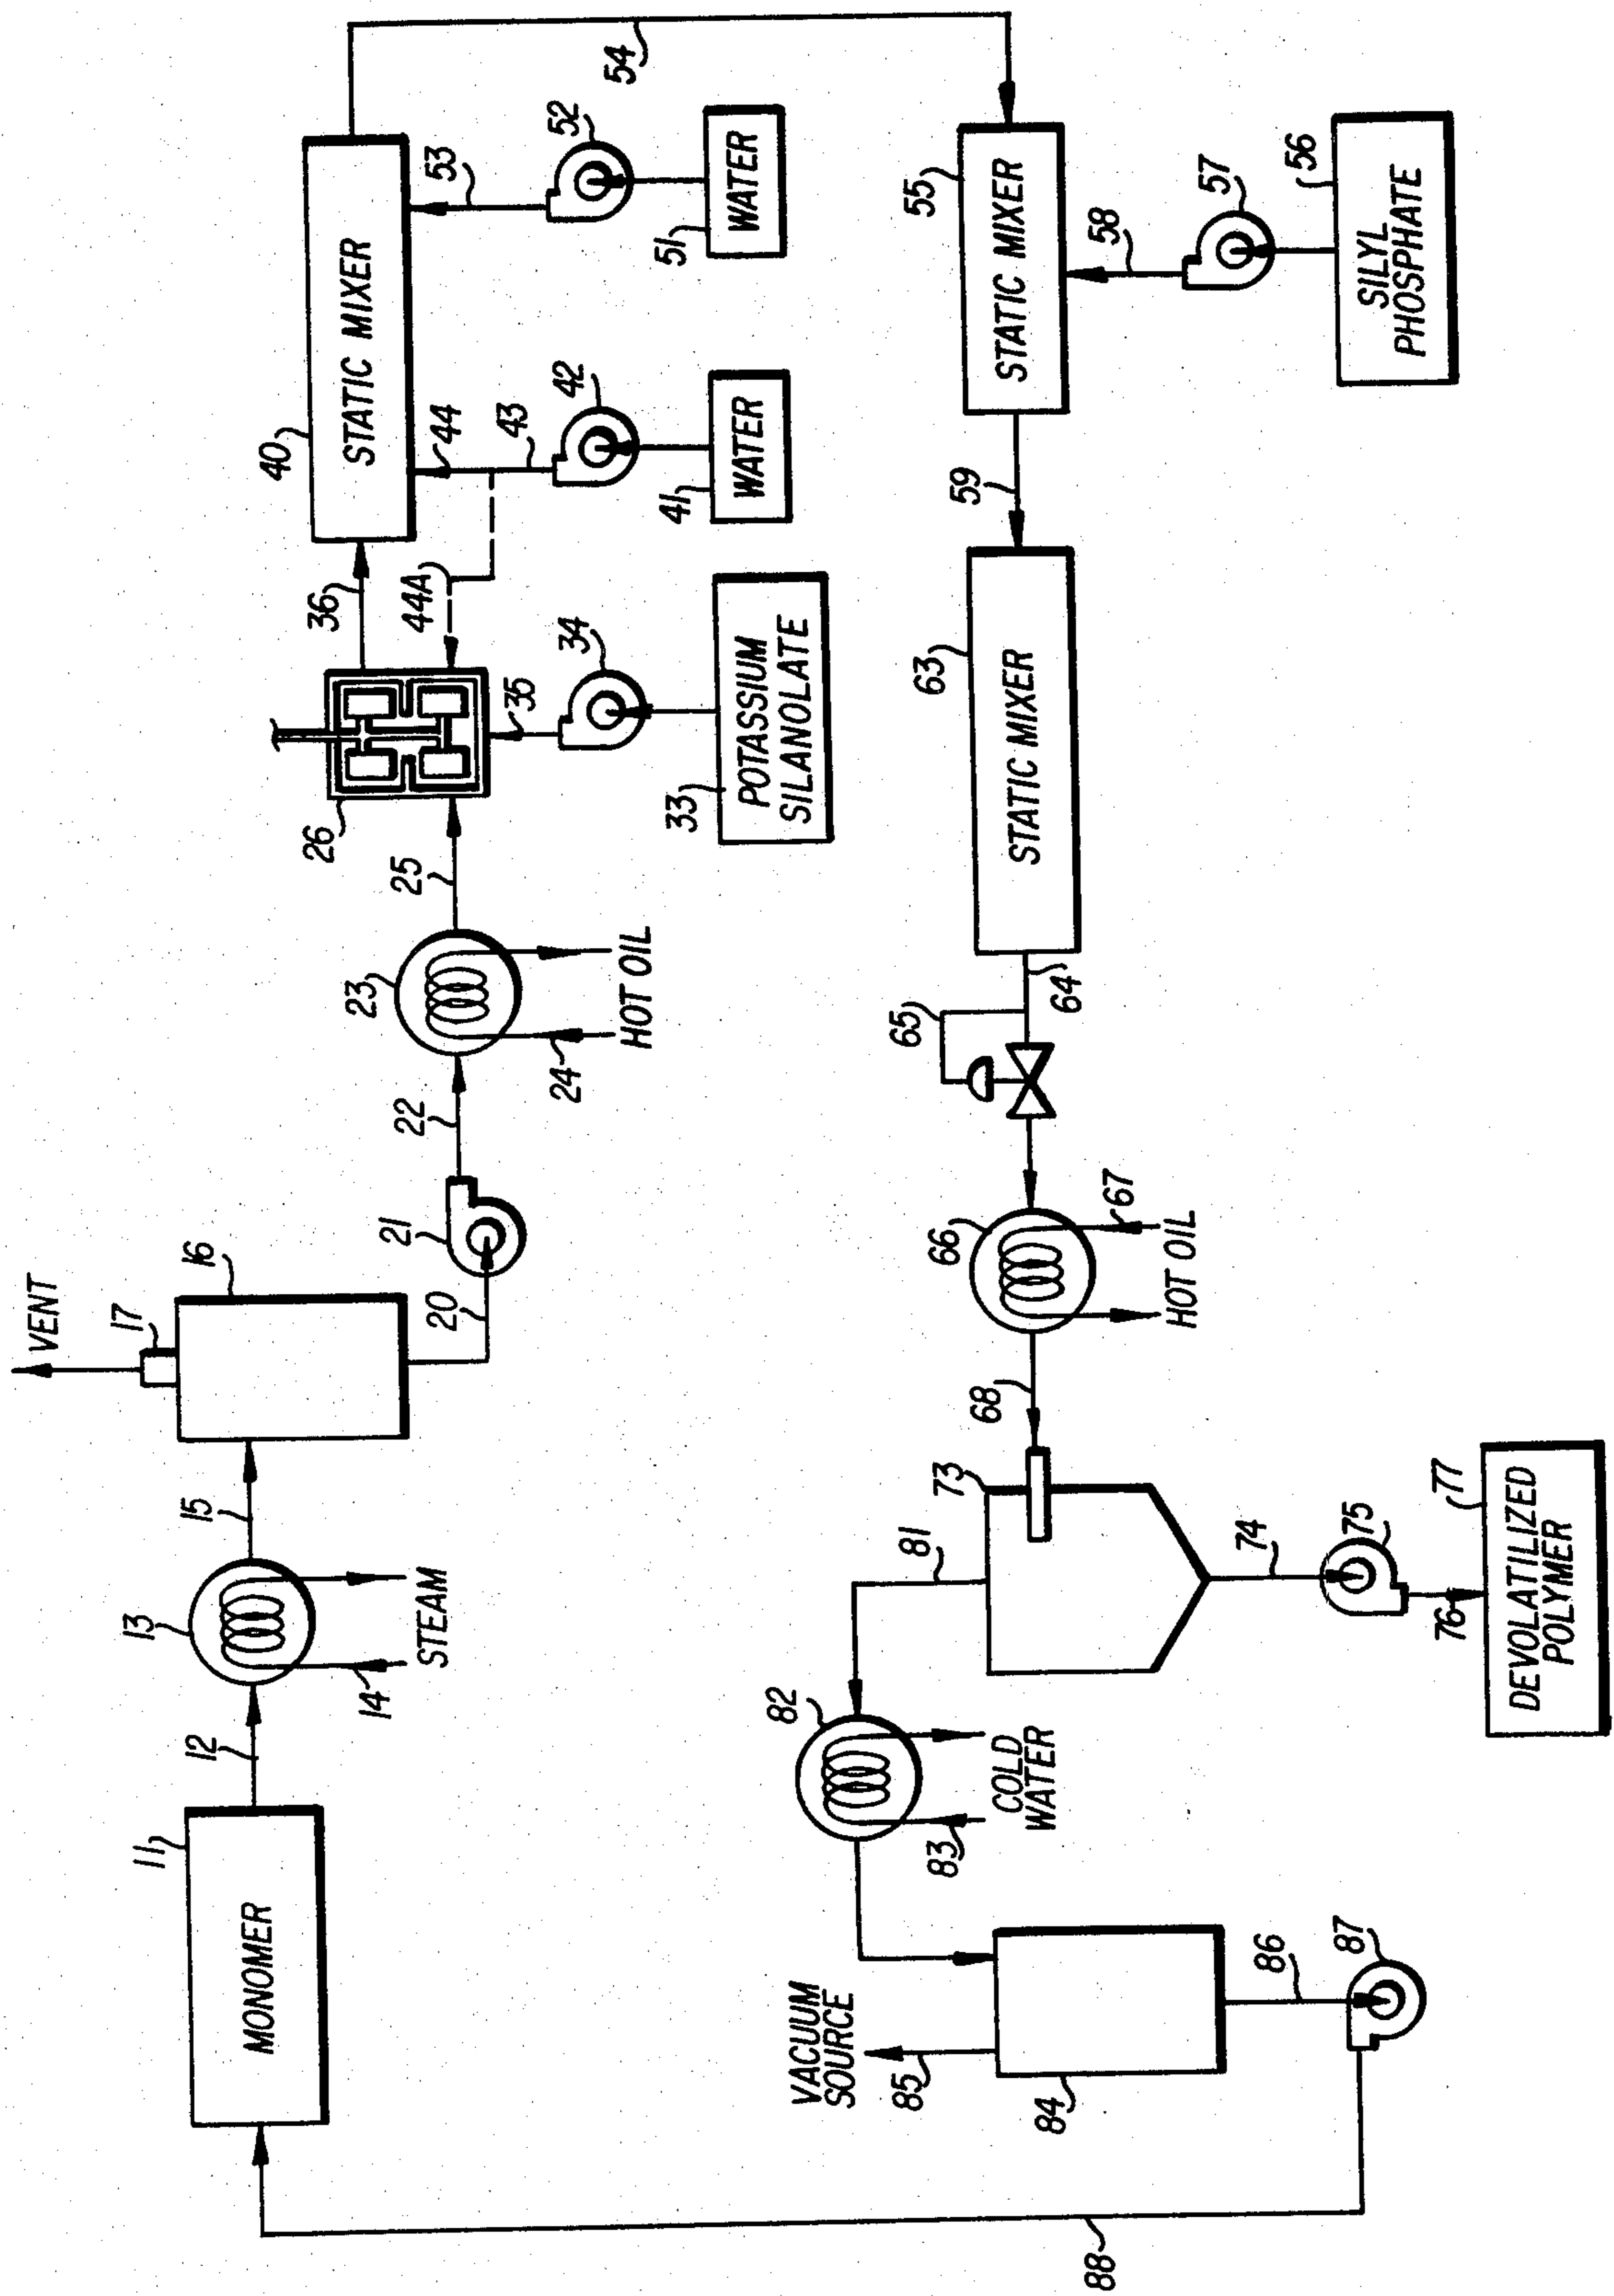 VENT
11
MONOMER
12
13
14
STEAM
15
16
17
20
21
22
23
24
HOT OIL
25
26
33
POTASSIUM
SILANOLATE
34
35
36
40
STATIC MIXER
41
WATER
42
43
44
44A
51
WATER
52
53
54
55
STATIC MIXER
56
SILYL
PHOSPHATE
57
58
59
63
STATIC MIXER
64
65
66
67
HOT OIL
68
73
74
75
76
77
DEVOLATILIZED
POLYMER
81
82
83
COLD
WATER
84
85
VACUUM
SOURCE
86
87
88